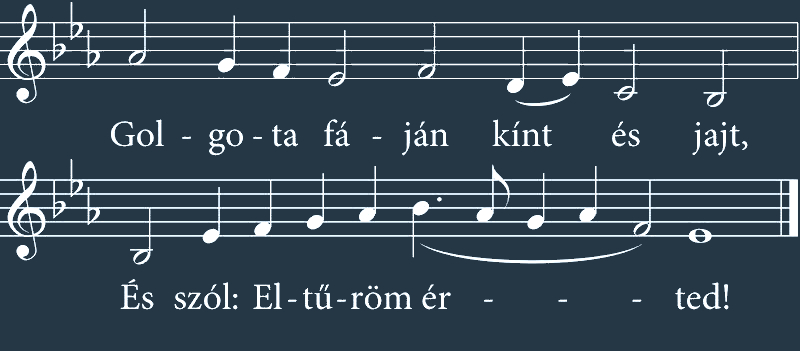 Gol - go - ta fá - ján kínt és jajt,
És szól: El - tű - röm ér - - - ted!